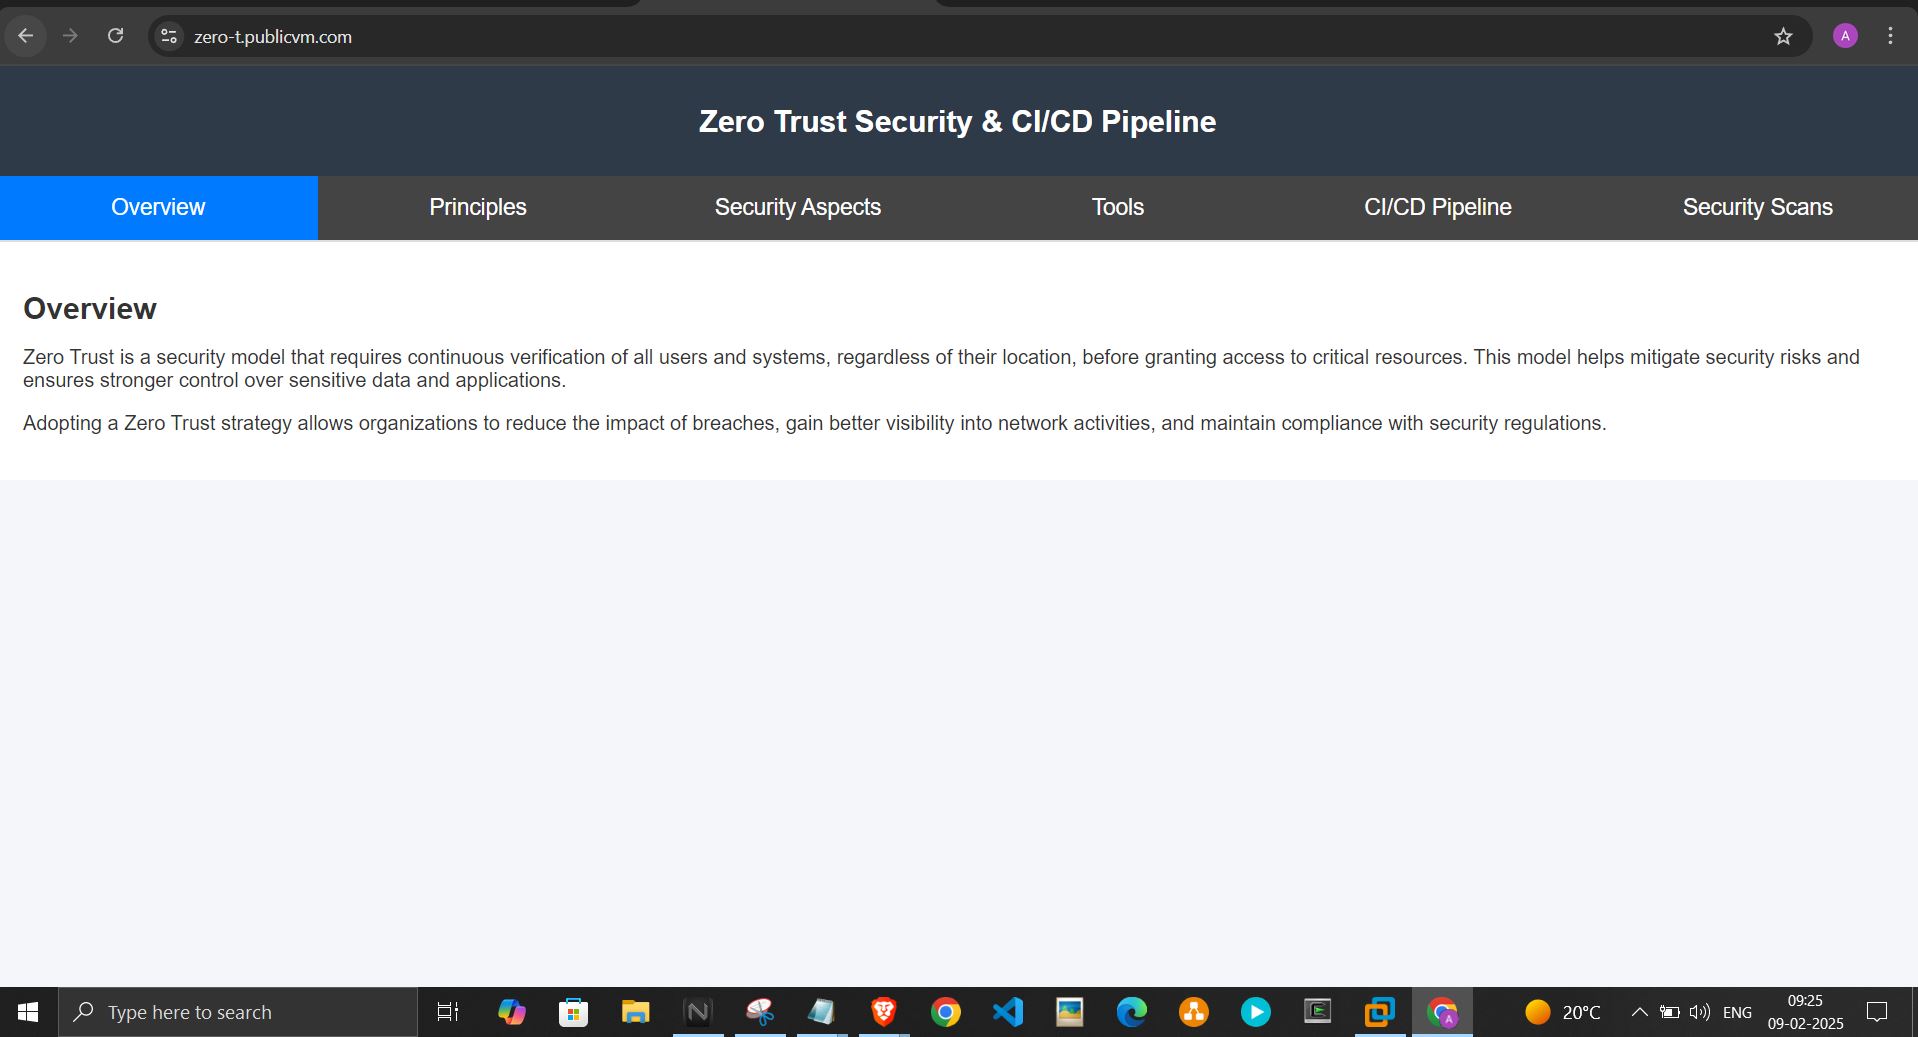 zero-t.publicvm.com
A
Zero Trust Security & CI/CD Pipeline
Overview
Principles
Security Aspects
Tools
CI/CD Pipeline
Security Scans
Overview
Zero Trust is a security model that requires continuous verification of all users and systems, regardless of their location, before granting access to critical resources. This model helps mitigate security risks and
ensures stronger control over sensitive data and applications.
Adopting a Zero Trust strategy allows organizations to reduce the impact of breaches, gain better visibility into network activities, and maintain compliance with security regulations.
Type here to search
N
A
20°C
ENG
09:25
09-02-2025